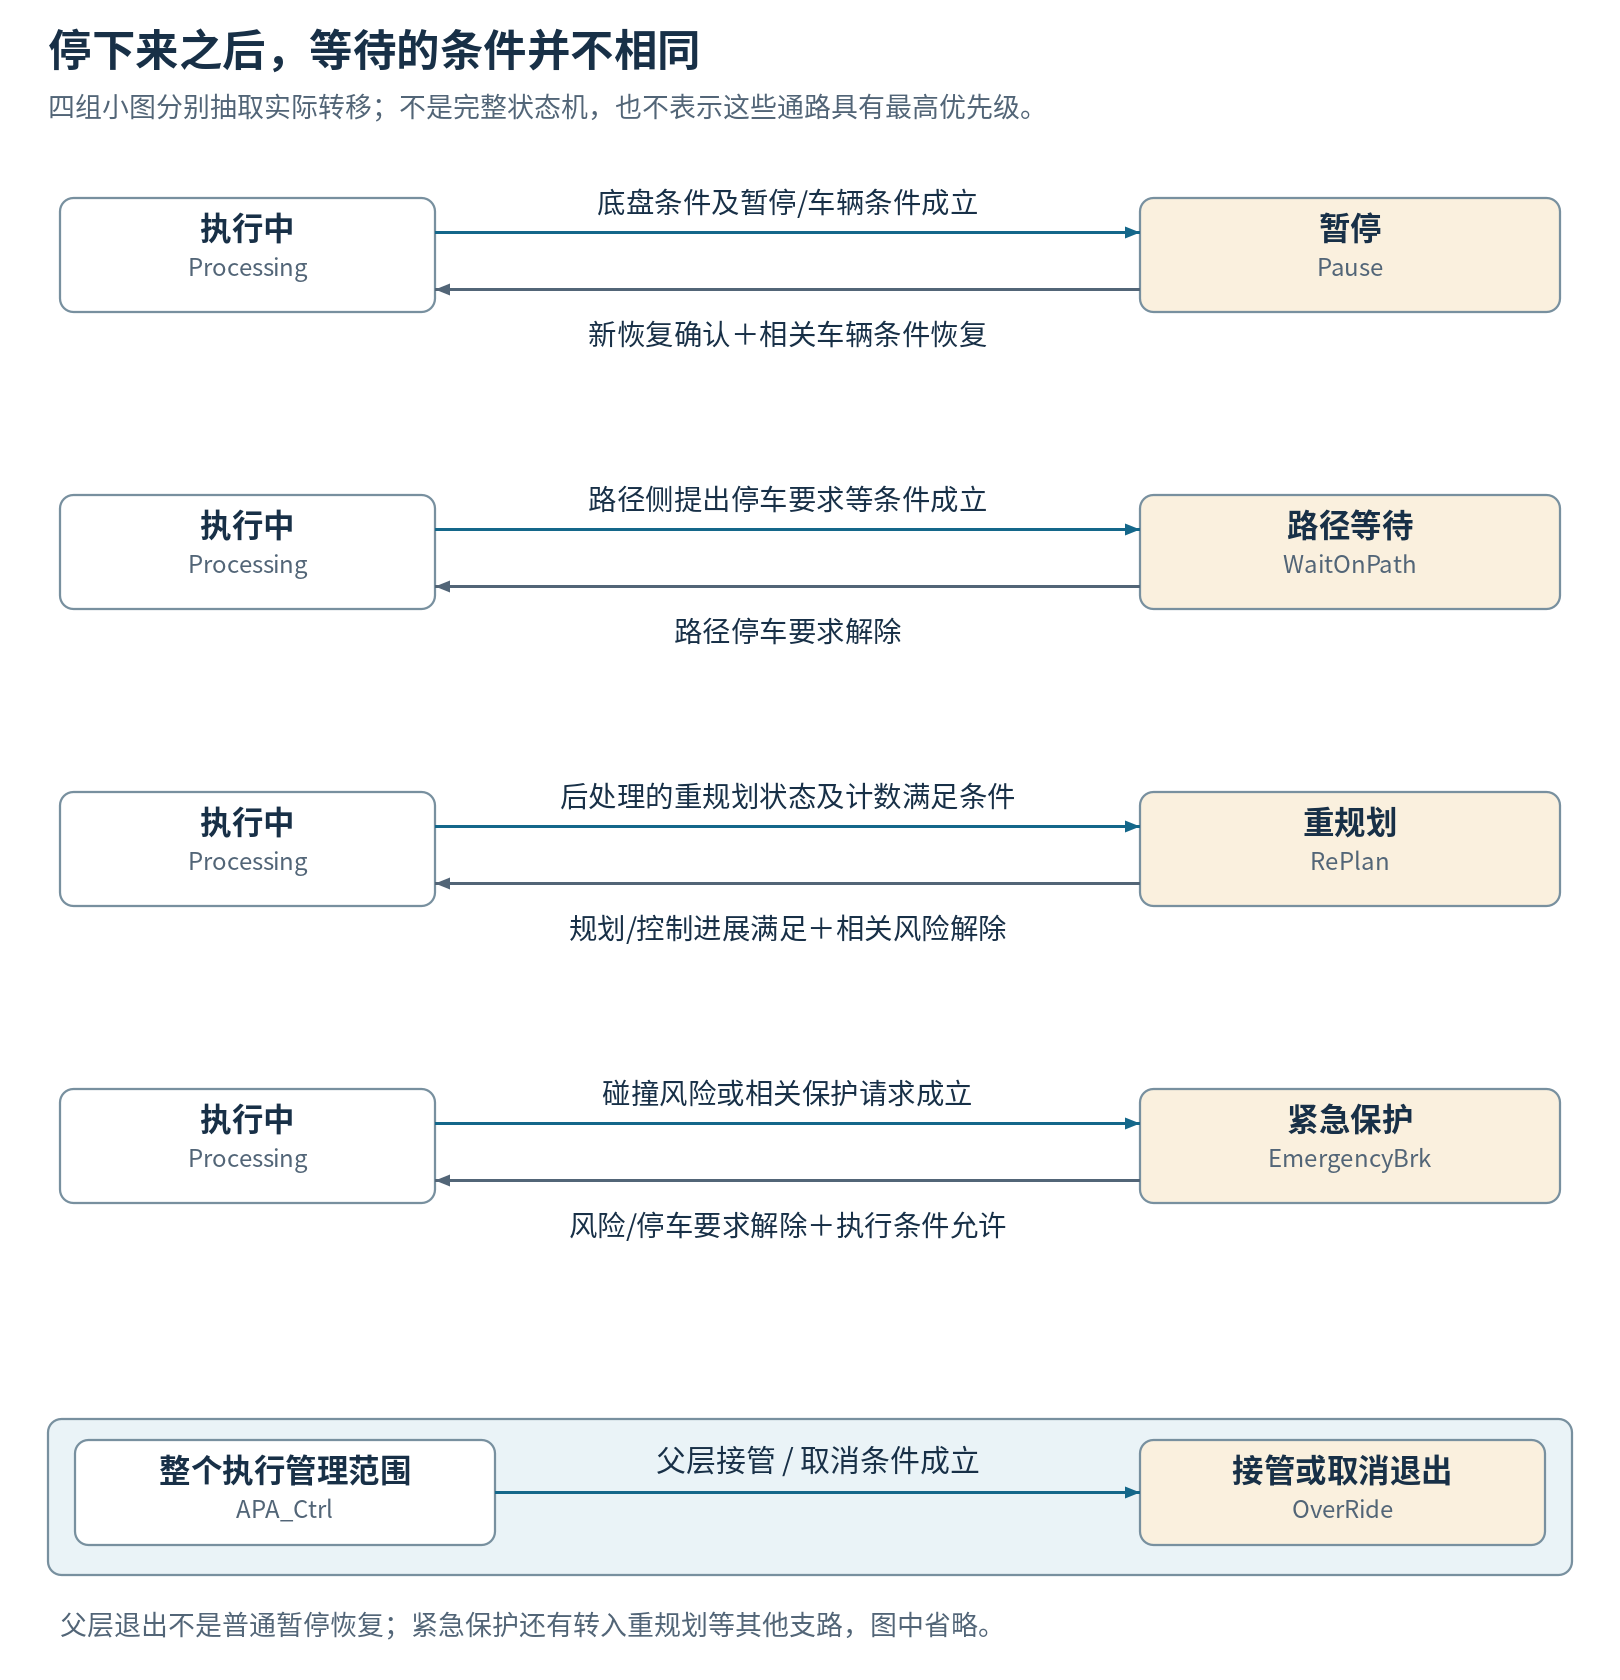 停下来之后，等待的条件并不相同
四组小图分别抽取实际转移；不是完整状态机，也不表示这些通路具有最高优先级。
执行中
Processing
底盘条件及暂停/车辆条件成立
新恢复确认＋相关车辆条件恢复
暂停
Pause
执行中
Processing
路径侧提出停车要求等条件成立
路径停车要求解除
路径等待
WaitOnPath
执行中
Processing
后处理的重规划状态及计数满足条件
规划/控制进展满足＋相关风险解除
重规划
RePlan
执行中
Processing
碰撞风险或相关保护请求成立
风险/停车要求解除＋执行条件允许
紧急保护
EmergencyBrk
整个执行管理范围
APA_Ctrl
父层接管 / 取消条件成立
接管或取消退出
OverRide
父层退出不是普通暂停恢复；紧急保护还有转入重规划等其他支路，图中省略。